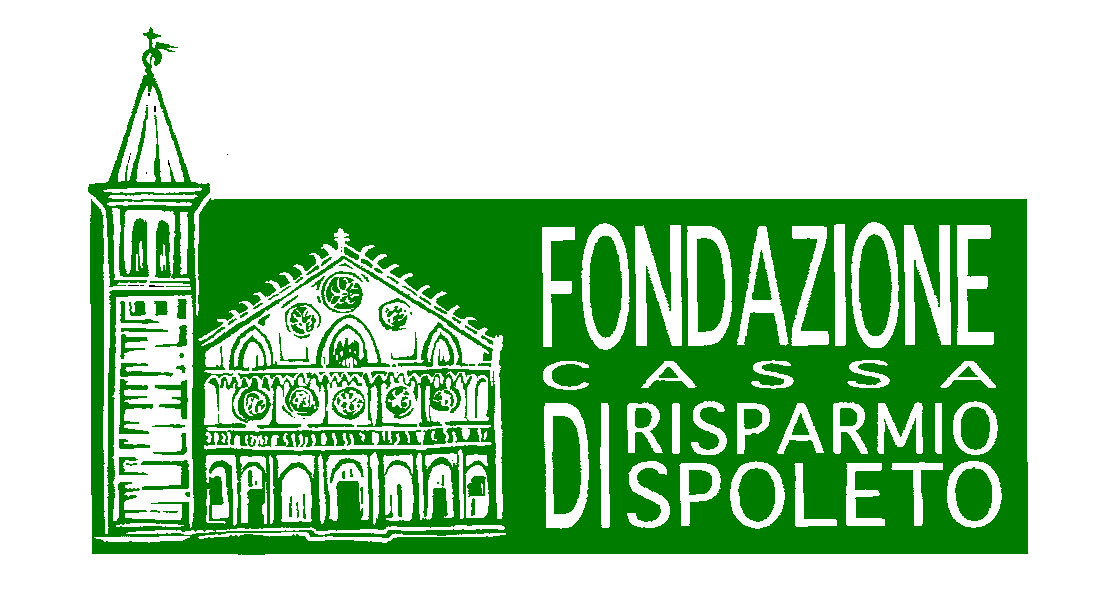 FONDAZIONE
CASSA
DI RISPARMIO
SPOLETO